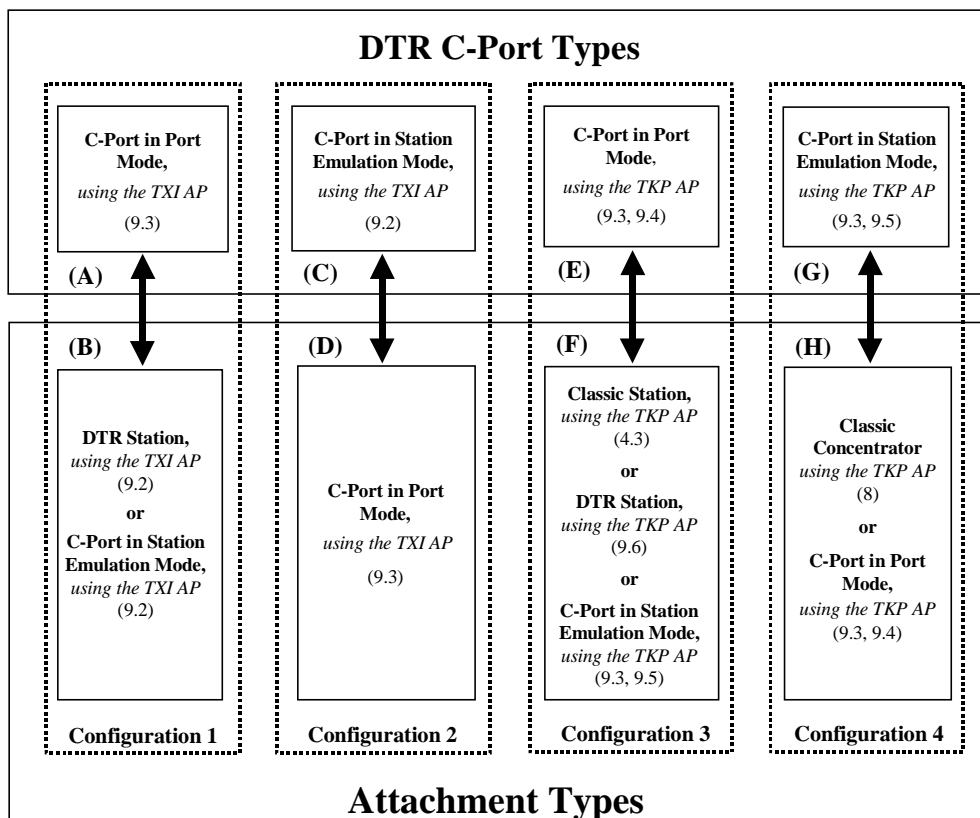 DTR C-Port Types
C-Port in Port
Mode,
using the TXI AP
(9.3)
C-Port in Station
Emulation Mode,
using the TXI AP
(9.2)
C-Port in Port
Mode,
using the TKP AP
(9.3, 9.4)
C-Port in Station
Emulation Mode,
using the TKP AP
(9.3, 9.5)
(A)
(C)
(E)
(G)
(B)
(D)
(F)
(H)
DTR Station,
using the TXI AP
(9.2)
or
C-Port in Station
Emulation Mode,
using the TXI AP
(9.2)
C-Port in Port
Mode,
using the TXI AP
(9.3)
Classic Station,
using the TKP AP
(4.3)
or
DTR Station,
using the TKP AP
(9.6)
or
C-Port in Station
Emulation Mode,
using the TKP AP
(9.3, 9.5)
Classic
Concentrator
using the TKP AP
(8)
or
C-Port in Port
Mode,
using the TKP AP
(9.3, 9.4)
Configuration 1
Configuration 2
Configuration 3
Configuration 4
Attachment Types